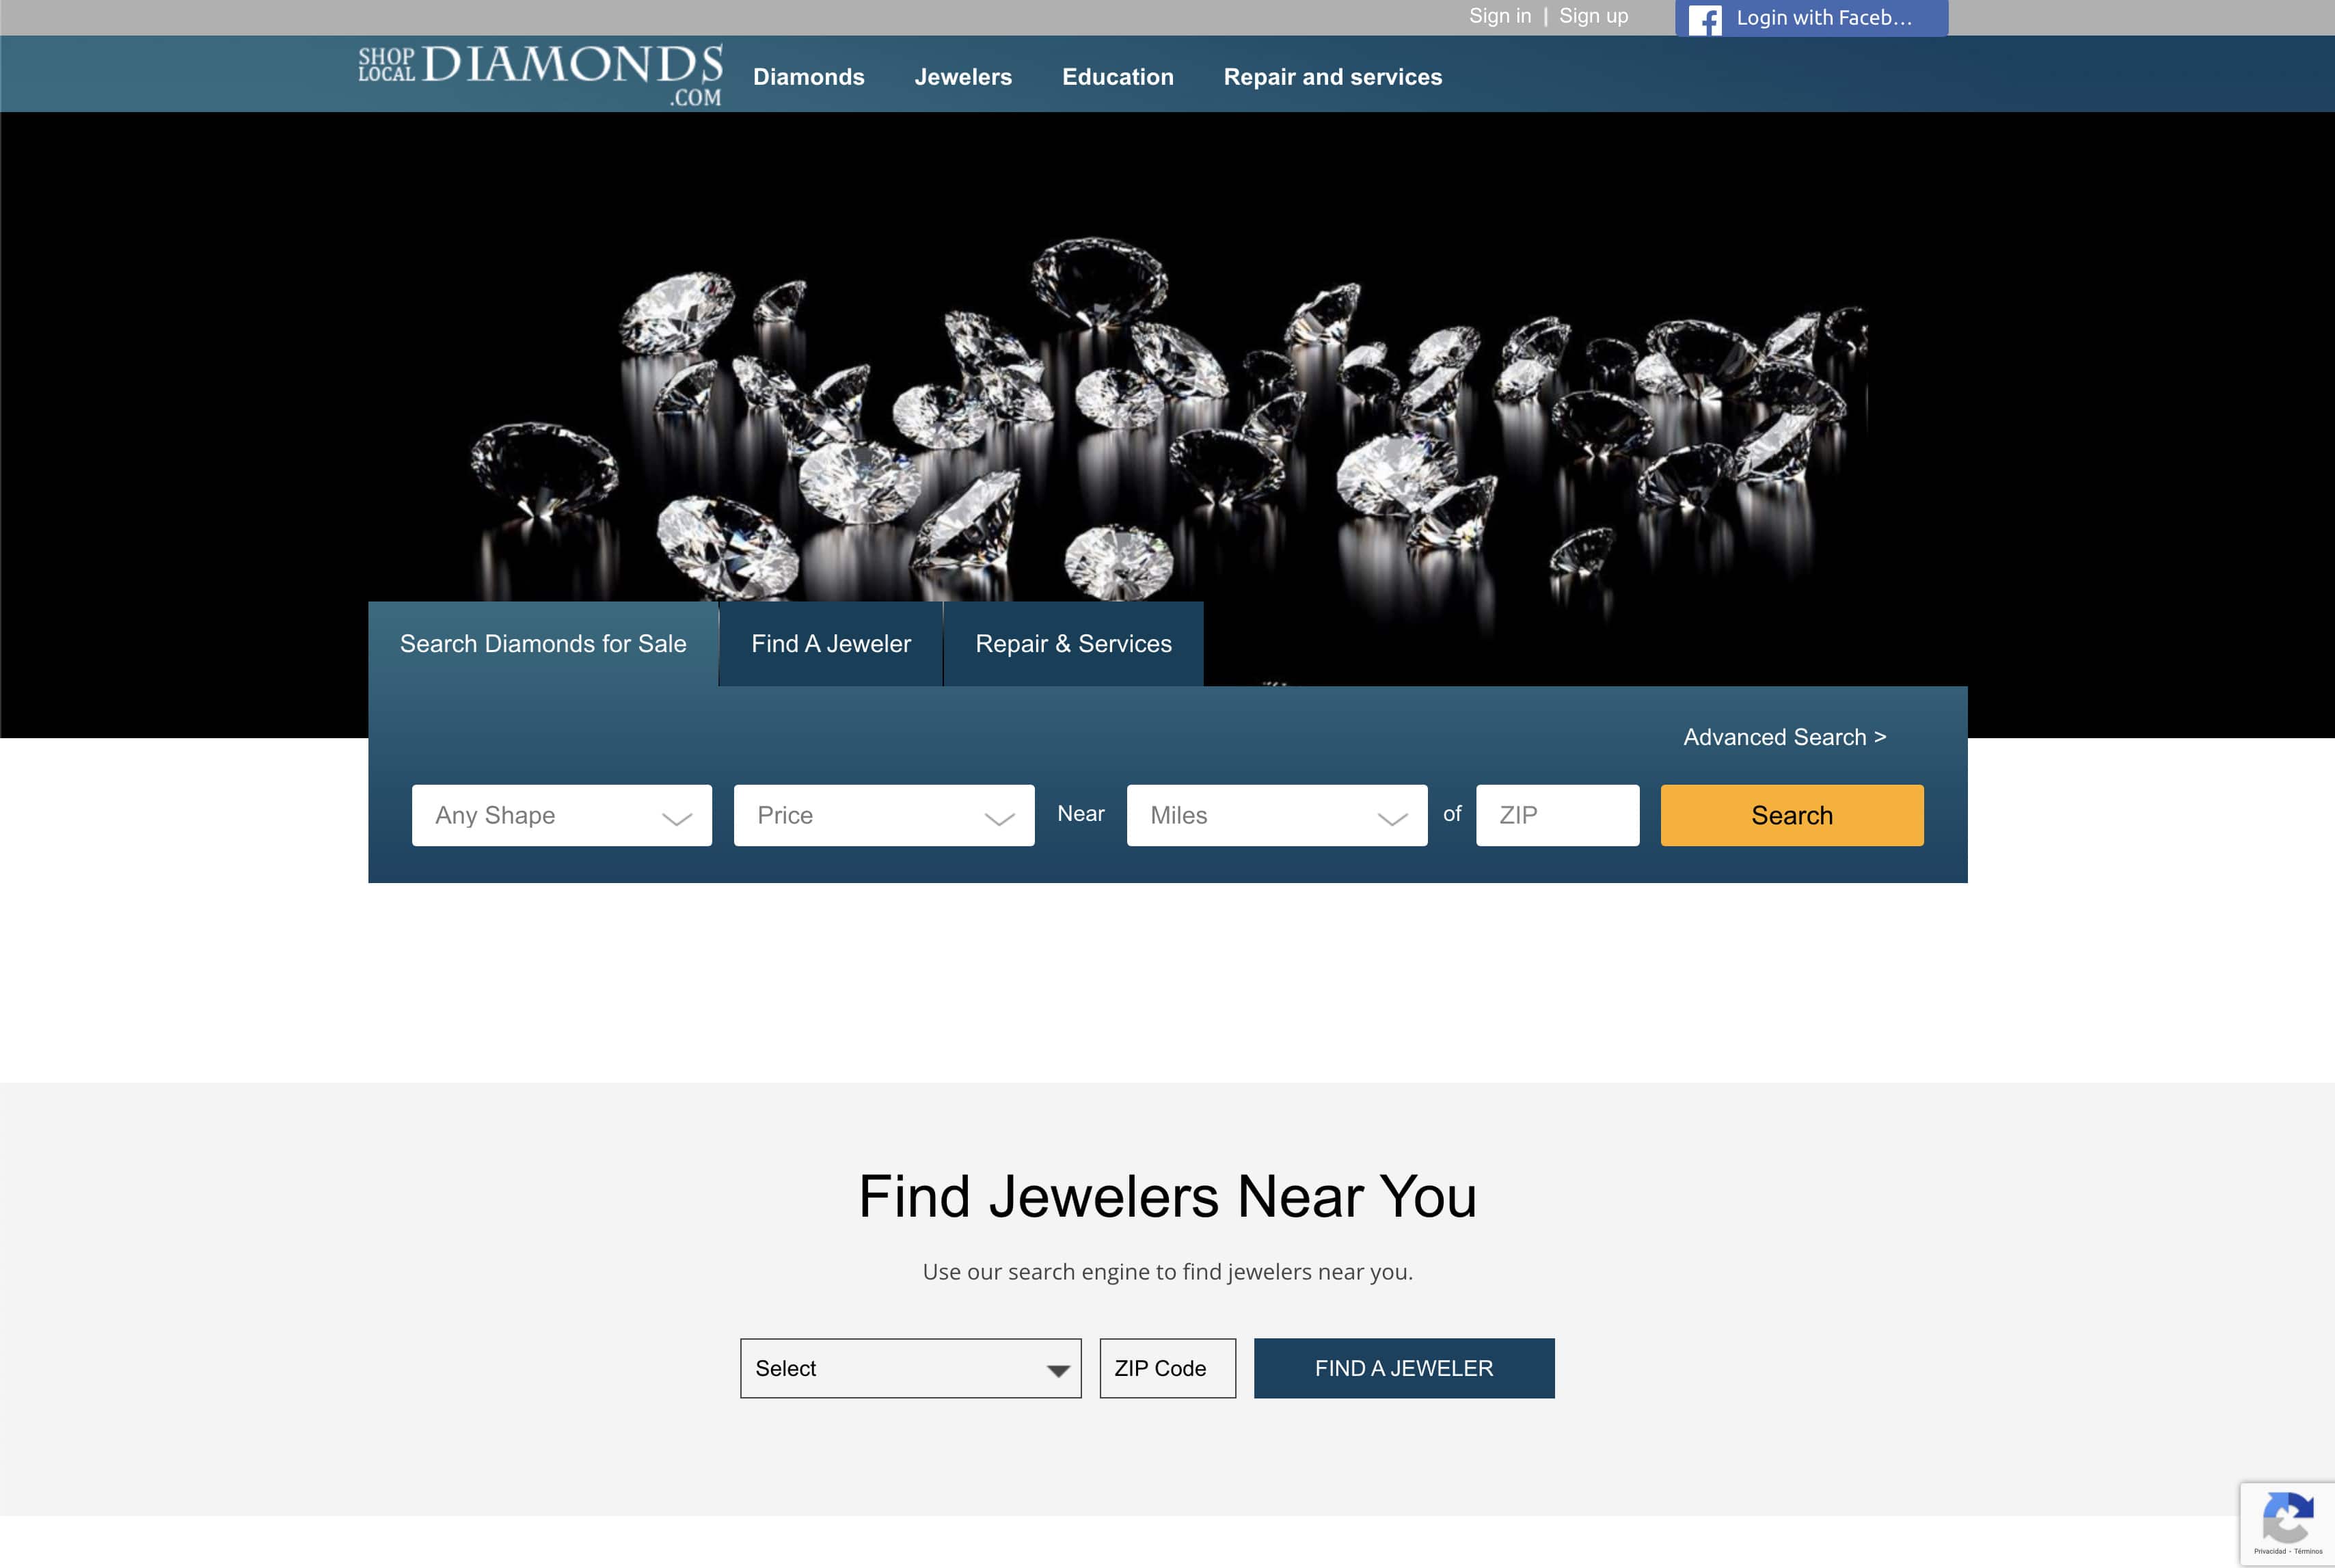 Sign in | Sign up
Login with Faceb...
SHOP LOCAL DIAMONDS .COM
Diamonds Jewelers Education Repair and services
Search Diamonds for Sale Find A Jeweler Repair & Services
Advanced Search >
Any Shape Price Near Miles of ZIP Search
Find Jewelers Near You
Use our search engine to find jewelers near you.
Select ZIP Code FIND A JEWELER
Privacidad - Términos